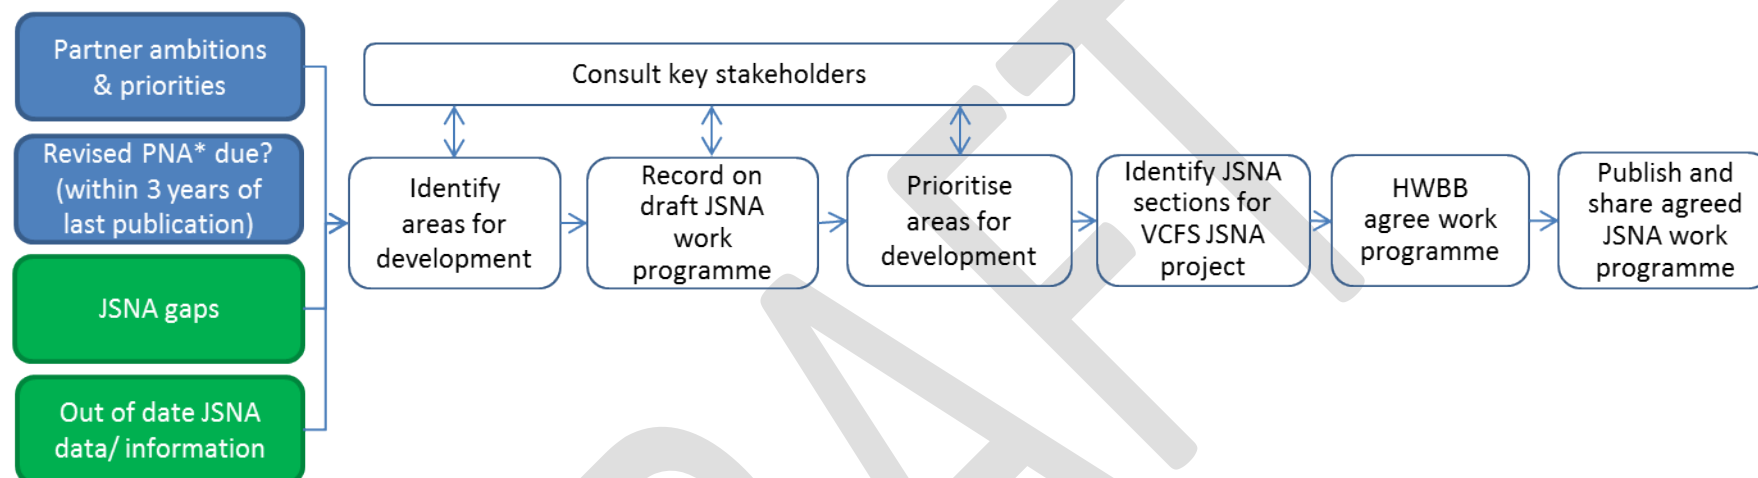 Partner ambitions
& priorities
Revised PNA* due?
(within 3 years of
last publication)
JSNA gaps
Out of date JSNA
data/ information
Consult key stakeholders
Identify
areas for
development
Record on
draft JSNA
work
programme
Prioritise
areas for
development
Identify JSNA
sections for
VCFS JSNA
project
HWBB
agree work
programme
Publish and
share agreed
JSNA work
programme
DRAFT